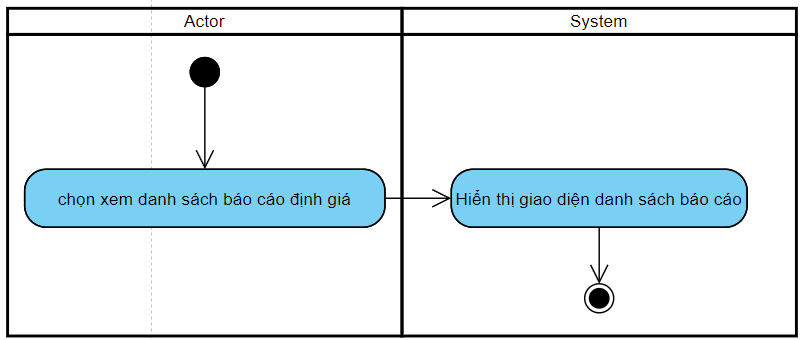 Actor
System
chọn xem danh sách báo cáo định giá
Hiển thị giao diện danh sách báo cáo